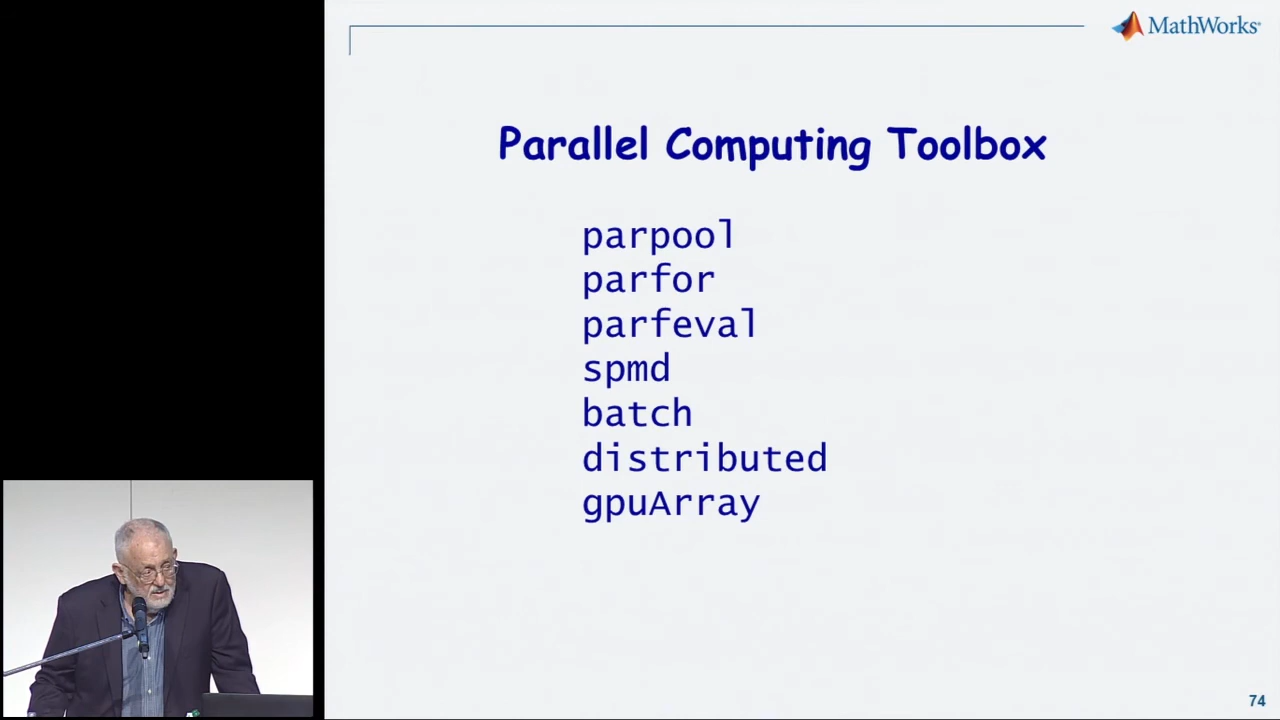 MathWorks®
Parallel Computing Toolbox
parpool
parfor
parfeval
spmd
batch
distributed
gpuArray
74